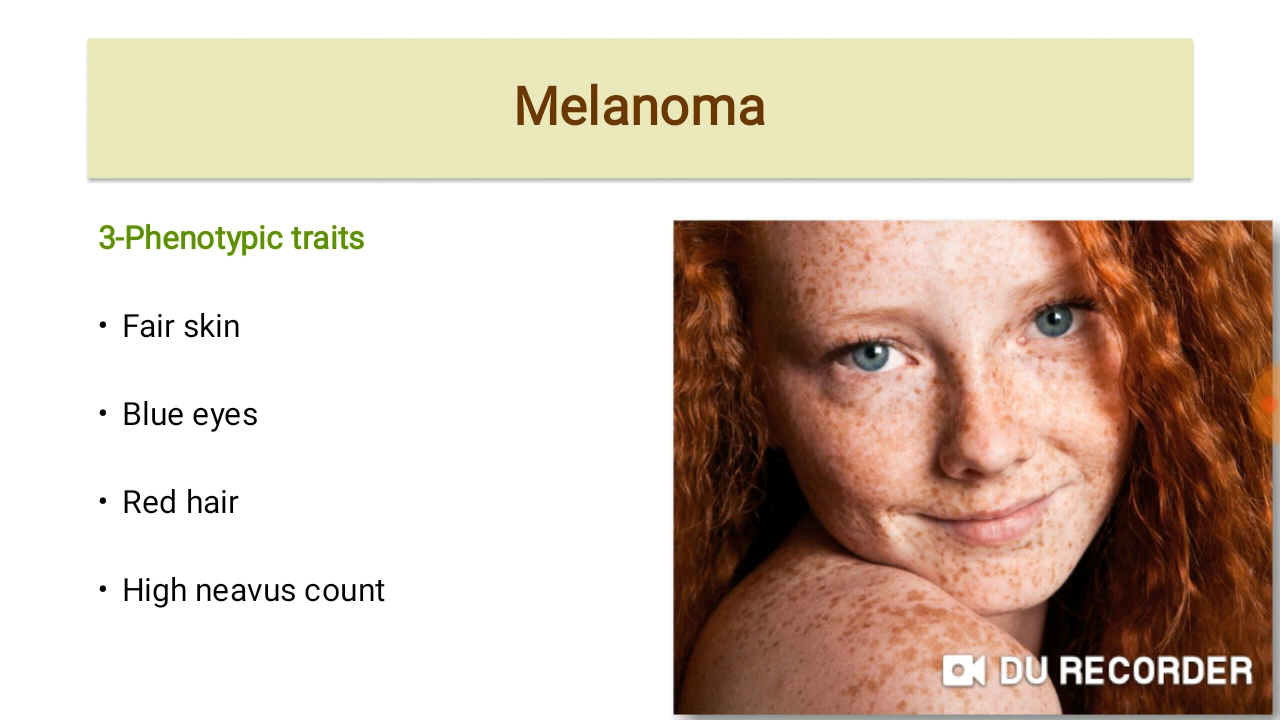 Melanoma
3-Phenotypic traits
• Fair skin
• Blue eyes
• Red hair
• High neavus count
DU RECORDER